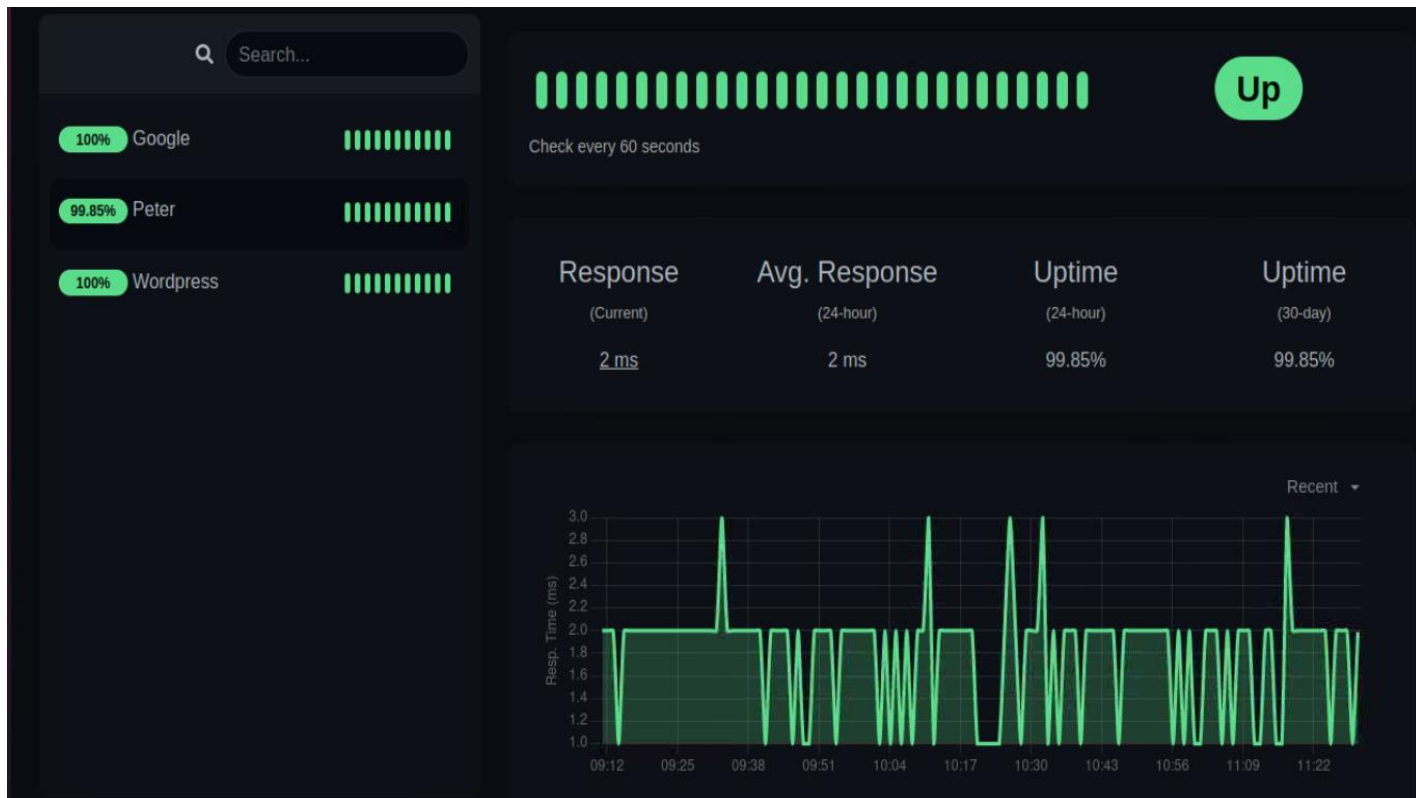 Search...
100% Google
99.85% Peter
100% Wordpress
Up
Check every 60 seconds
Response Avg. Response Uptime Uptime
(Current) (24-hour) (24-hour) (30-day)
2 ms 2 ms 99.85% 99.85%
Recent
Resp. Time (ms)
3.0
2.8
2.6
2.4
2.2
2.0
1.8
1.6
1.4
1.2
1.0
09:12 09:25 09:38 09:51 10:04 10:17 10:30 10:43 10:56 11:09 11:22